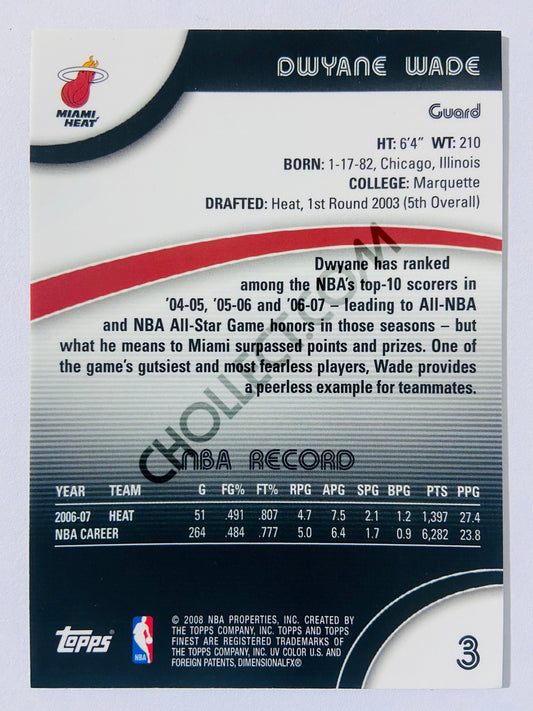 DWYANE WADE
MIAMI
HEAT
Guard
HT: 6'4" WT: 210
BORN: 1-17-82, Chicago, Illinois
COLLEGE: Marquette
DRAFTED: Heat, 1st Round 2003 (5th Overall)
Dwyane has ranked
among the NBA's top-10 scorers in
'04-05, '05-06 and '06-07 – leading to All-NBA
and NBA All-Star Game honors in those seasons – but
what he means to Miami surpassed points and prizes. One of
the game's gutsiest and most fearless players, Wade provides
a peerless example for teammates.
CHOLLECT.COM
NBA RECORD
YEAR TEAM G FG% FT% RPG APG SPG BPG PTS PPG
2006-07 HEAT 51 .491 .807 4.7 7.5 2.1 1.2 1,397 27.4
NBA CAREER 264 .484 .777 5.0 6.4 1.7 0.9 6,282 23.8
topps
NBA
© 2008 NBA PROPERTIES, INC. CREATED BY
THE TOPPS COMPANY, INC. TOPPS AND TOPPS
FINEST ARE REGISTERED TRADEMARKS OF
THE TOPPS COMPANY, INC. UV COLOR U.S. AND
FOREIGN PATENTS, DIMENSIONALFX®
3